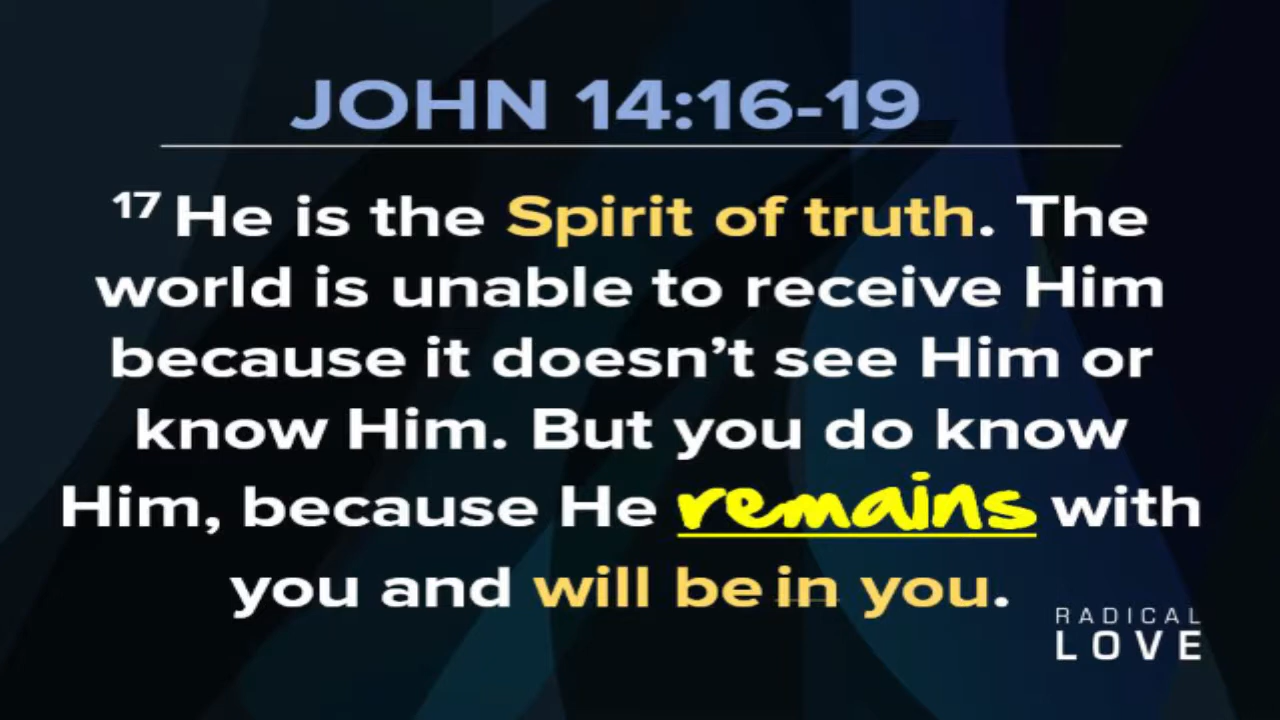 JOHN 14:16-19
17 He is the Spirit of truth. The
world is unable to receive Him
because it doesn’t see Him or
know Him. But you do know
Him, because He remains with
you and will be in you.
RADICAL
LOVE